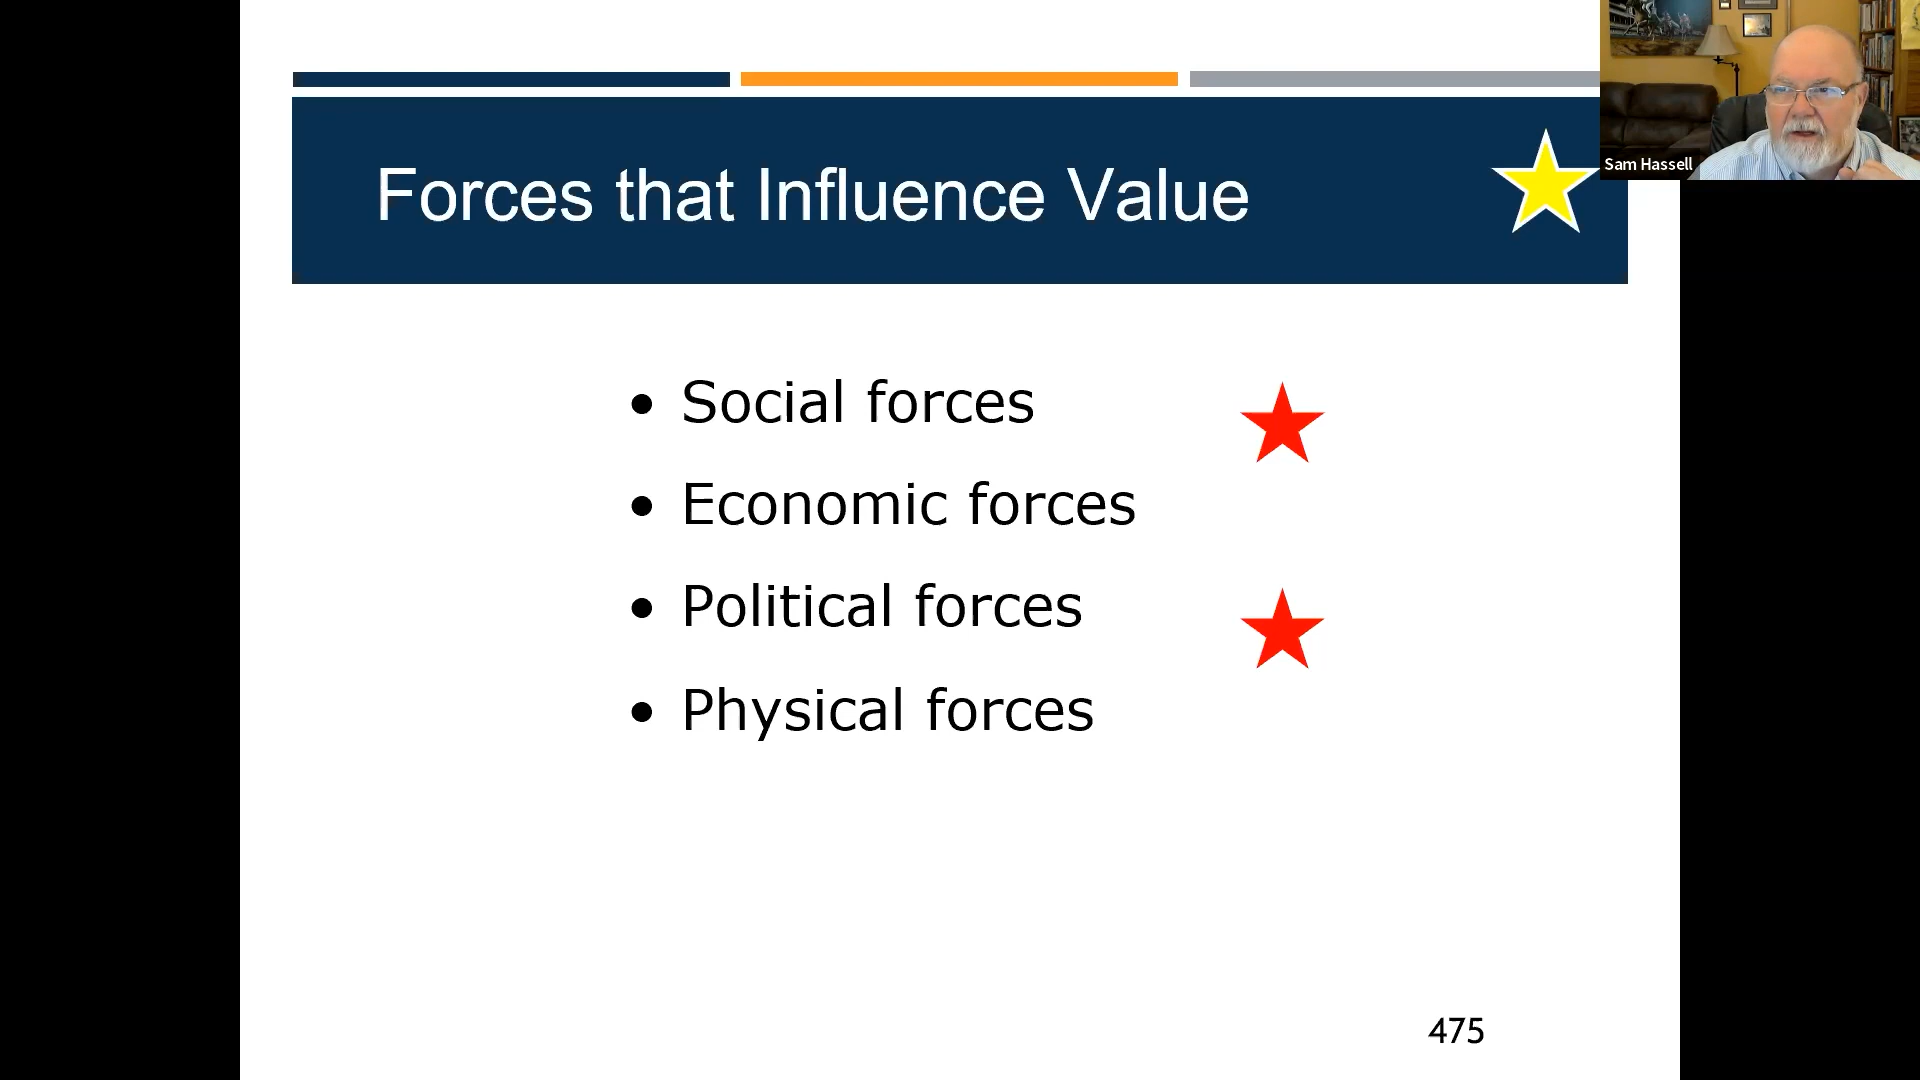 Forces that Influence Value
Sam Hassell
• Social forces
• Economic forces
• Political forces
• Physical forces
475